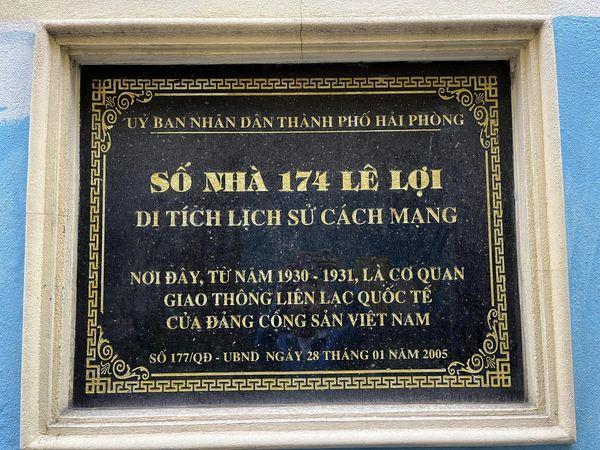 UỶ BAN NHÂN DÂN THÀNH PHỐ HẢI PHÒNG
SỐ NHÀ 174 LÊ LỢI
DI TÍCH LỊCH SỬ CÁCH MẠNG
NƠI ĐÂY, TỪ NĂM 1930 - 1931, LÀ CƠ QUAN
GIAO THÔNG LIÊN LẠC QUỐC TẾ
CỦA ĐẢNG CỘNG SẢN VIỆT NAM
SỐ 177/QĐ - UBND NGÀY 28 THÁNG 01 NĂM 2005